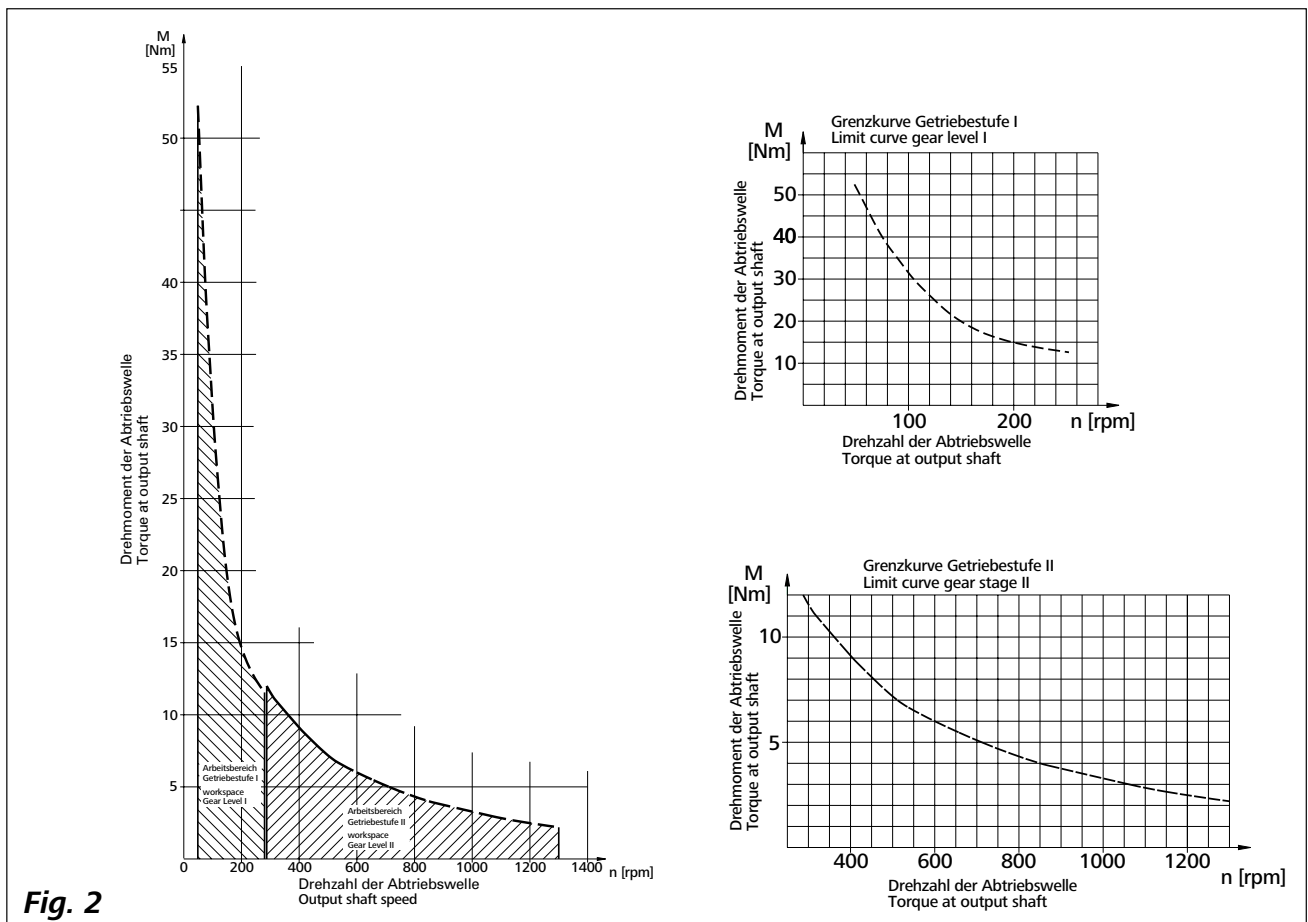 M
[Nm]
55
50
40
35
30
25
20
15
10
5
Drehmoment der Abtriebswelle
Torque at output shaft
Arbeitsbereich
Getriebestufe I
workspace
Gear Level I
Arbeitsbereich
Getriebestufe II
workspace
Gear Level II
0 200 400 600 800 1000 1200 1400 n [rpm]
Drehzahl der Abtriebswelle
Output shaft speed
Fig. 2
Grenzkurve Getriebestufe I
Limit curve gear level I
M
[Nm]
50
40
30
20
10
Drehmoment der Abtriebswelle
Torque at output shaft
100 200 n [rpm]
Drehzahl der Abtriebswelle
Torque at output shaft
Grenzkurve Getriebestufe II
Limit curve gear stage II
M
[Nm]
10
5
Drehmoment der Abtriebswelle
Torque at output shaft
400 600 800 1000 1200 n [rpm]
Drehzahl der Abtriebswelle
Torque at output shaft